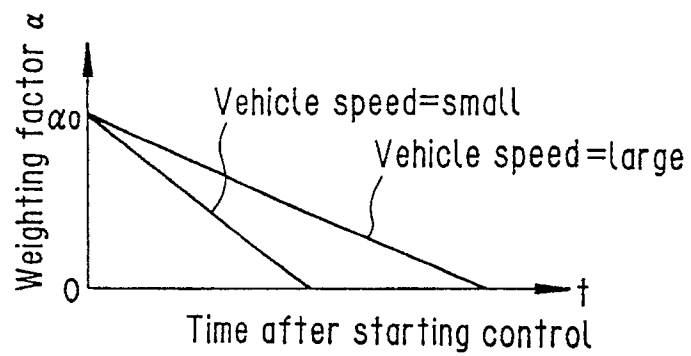 Weighting factor α
α0
Vehicle speed=small
Vehicle speed=large
0
t
Time after starting control